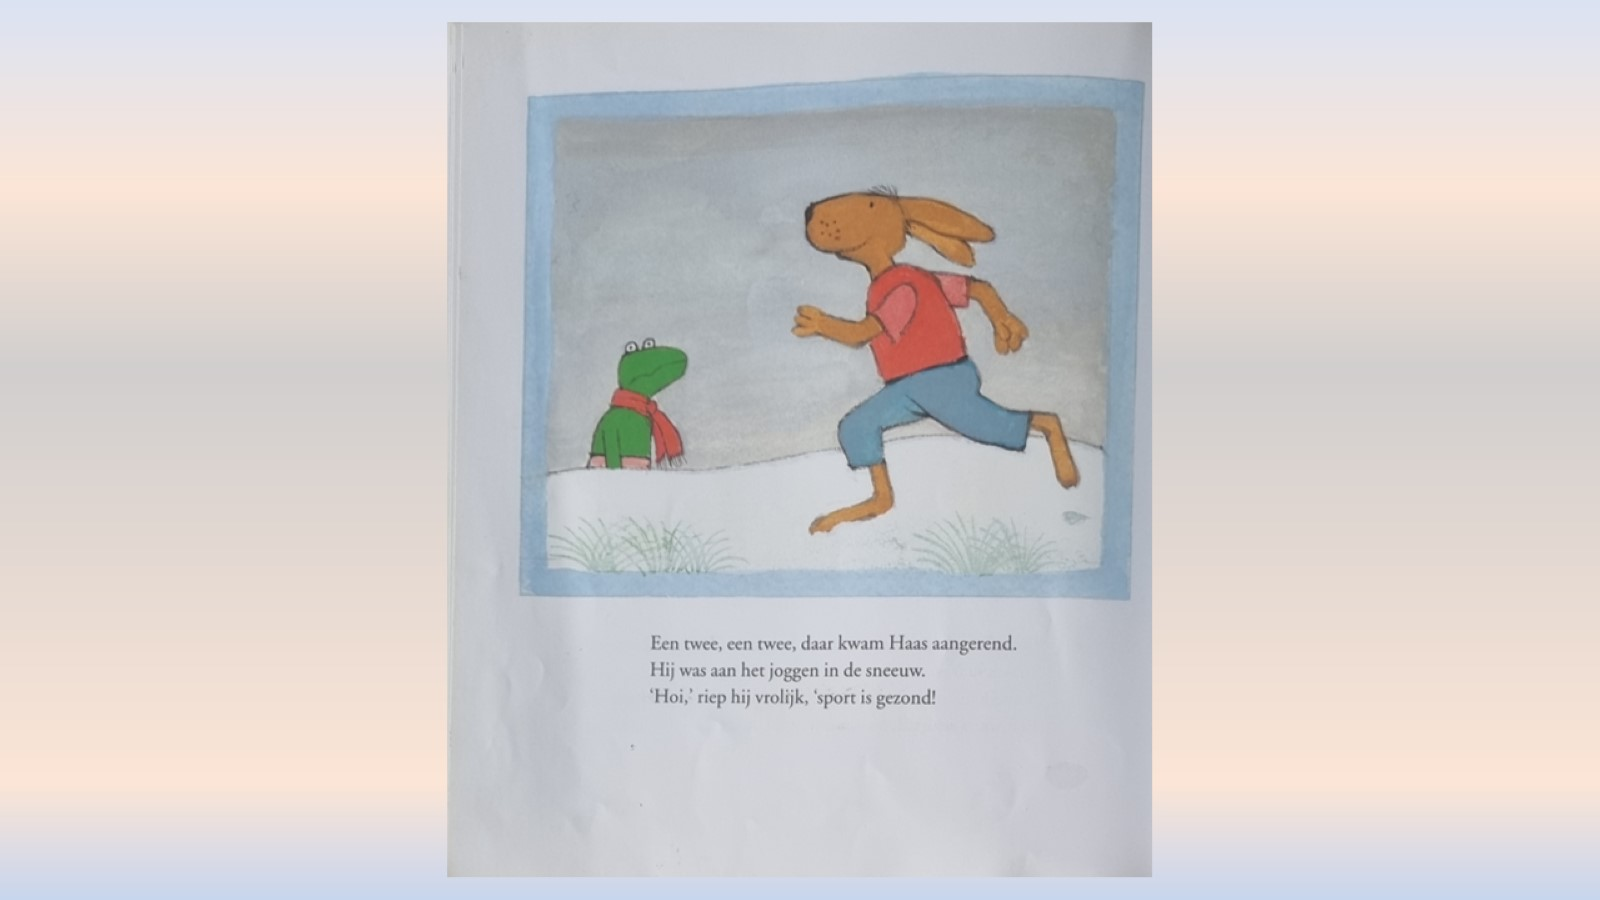 Een twee, een twee, daar kwam Haas aangerend.
Hij was aan het joggen in de sneeuw.
‘Hoi,’ riep hij vrolijk, ‘sport is gezond!